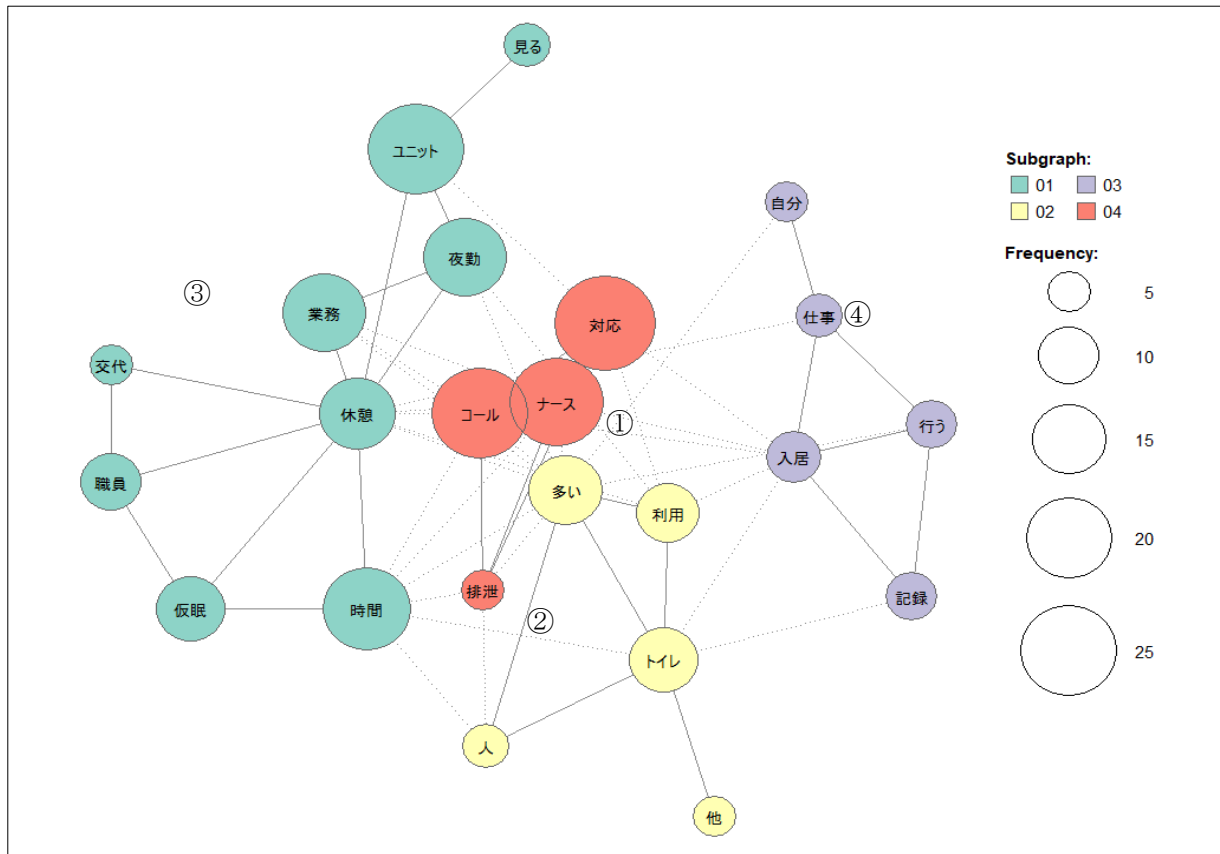 見る
ユニット
自分
夜勤
③
業務
対応
仕事
④
交代
休憩
コール
ナース
①
行う
入居
職員
多い
利用
排泄
記録
仮眠
時間
②
トイレ
人
他
Subgraph:
01 03
02 04
Frequency:
5
10
15
20
25